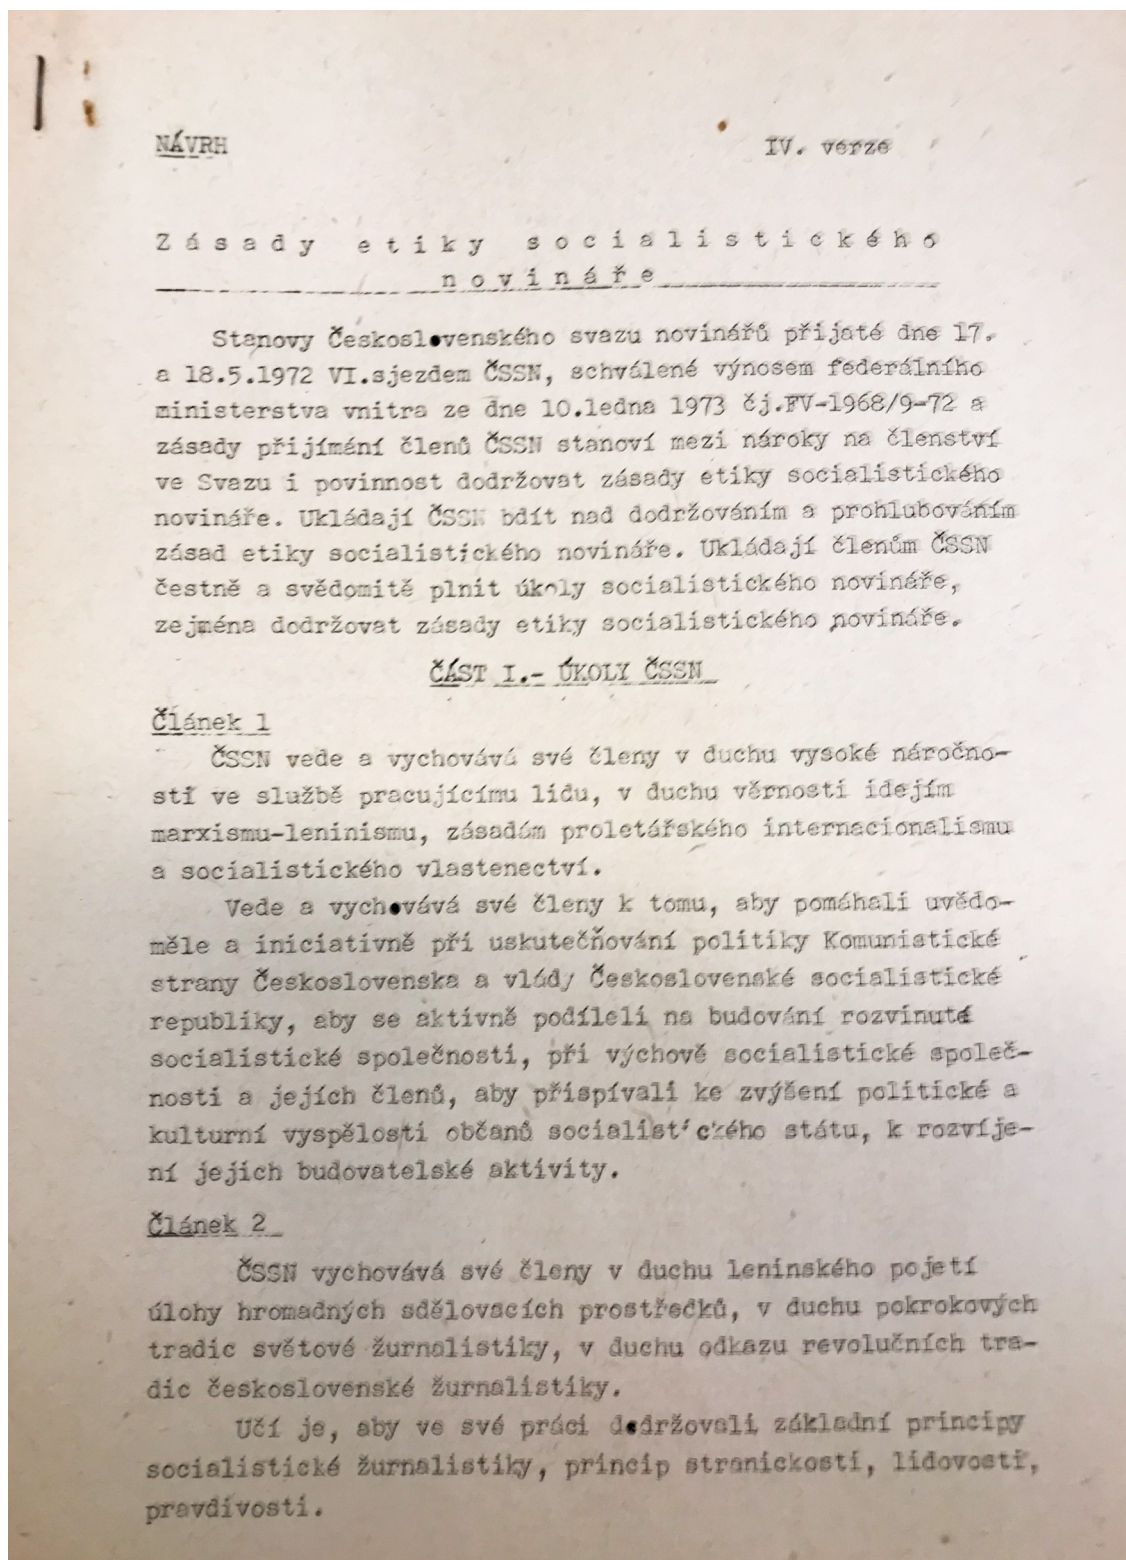 NÁVRH IV. verze
Zásady etiky socialistického
novináře
Stanovy Československého svazu novinářů přijaté dne 17.
a 18.5.1972 VI.sjezdem ČSSN, schválené výnosem federálního
ministerstva vnitra ze dne 10.ledna 1973 čj.FV-1968/9-72 a
zásady přijímání členů ČSSN stanoví mezi nároky na členství
ve Svazu i povinnost dodržovat zásady etiky socialistického
novináře. Ukládají ČSSN bdít nad dodržováním a prohlubováním
zásad etiky socialistického novináře. Ukládají členům ČSSN
čestně a svědomitě plnit úkoly socialistického novináře,
zejména dodržovat zásady etiky socialistického novináře.
ČÁST I.- ÚKOLY ČSSN
Článek 1
ČSSN vede a vychovává své členy v duchu vysoké náročno-
sti ve službě pracujícímu lidu, v duchu věrnosti idejím
marxismu-leninismu, zásadám proletářského internacionalismu
a socialistického vlastenectví.
Vede a vychovává své členy k tomu, aby pomáhali uvědo-
měle a iniciativně při uskutečňování politiky Komunistické
strany Československa a vlády Československé socialistické
republiky, aby se aktivně podíleli na budování rozvinuté
socialistické společnosti, při výchově socialistické společ-
nosti a jejích členů, aby přispívali ke zvýšení politické a
kulturní vyspělosti občanů socialistického státu, k rozvíje-
ní jejich budovatelské aktivity.
Článek 2
ČSSN vychovává své členy v duchu leninského pojetí
úlohy hromadných sdělovacích prostředků, v duchu pokrokových
tradic světové žurnalistiky, v duchu odkazu revolučních tra-
dic československé žurnalistiky.
Učí je, aby ve své práci dodržovali základní principy
socialistické žurnalistiky, princip stranickosti, lidovosti,
pravdivosti.